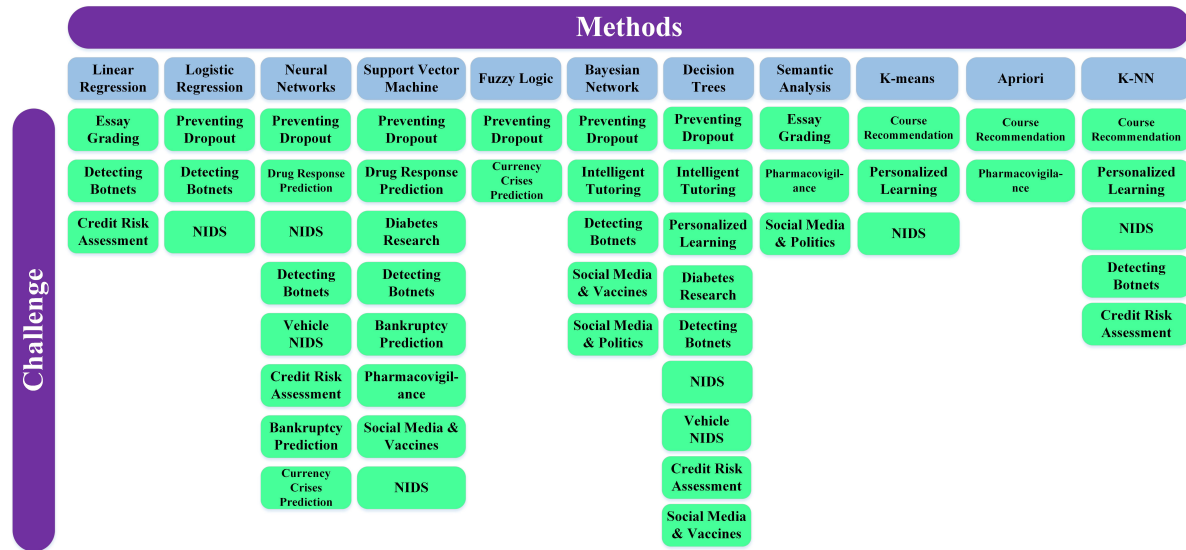 Methods
Challenge
Linear
Regression
Essay
Grading
Detecting
Botnets
Credit Risk
Assessment
Logistic
Regression
Preventing
Dropout
Detecting
Botnets
NIDS
Neural
Networks
Preventing
Dropout
Drug Response
Prediction
NIDS
Detecting
Botnets
Vehicle
NIDS
Credit Risk
Assessment
Bankruptcy
Prediction
Currency
Crises
Prediction
Support Vector
Machine
Preventing
Dropout
Drug Response
Prediction
Diabetes
Research
Detecting
Botnets
Bankruptcy
Prediction
Pharmacovigil-
ance
Social Media &
Vaccines
NIDS
Fuzzy Logic
Preventing
Dropout
Currency
Crises
Prediction
Bayesian
Network
Preventing
Dropout
Intelligent
Tutoring
Detecting
Botnets
Social Media
& Vaccines
Social Media
& Politics
Decision
Trees
Preventing
Dropout
Intelligent
Tutoring
Personalized
Learning
Diabetes
Research
Detecting
Botnets
NIDS
Vehicle
NIDS
Credit Risk
Assessment
Social Media
& Vaccines
Semantic
Analysis
Essay
Grading
Pharmacovigil-
ance
Social Media
& Politics
K-means
Course
Recommendation
Personalized
Learning
NIDS
Apriori
Course
Recommendation
Pharmacovigila-
nce
K-NN
Course
Recommendation
Personalized
Learning
NIDS
Detecting
Botnets
Credit Risk
Assessment